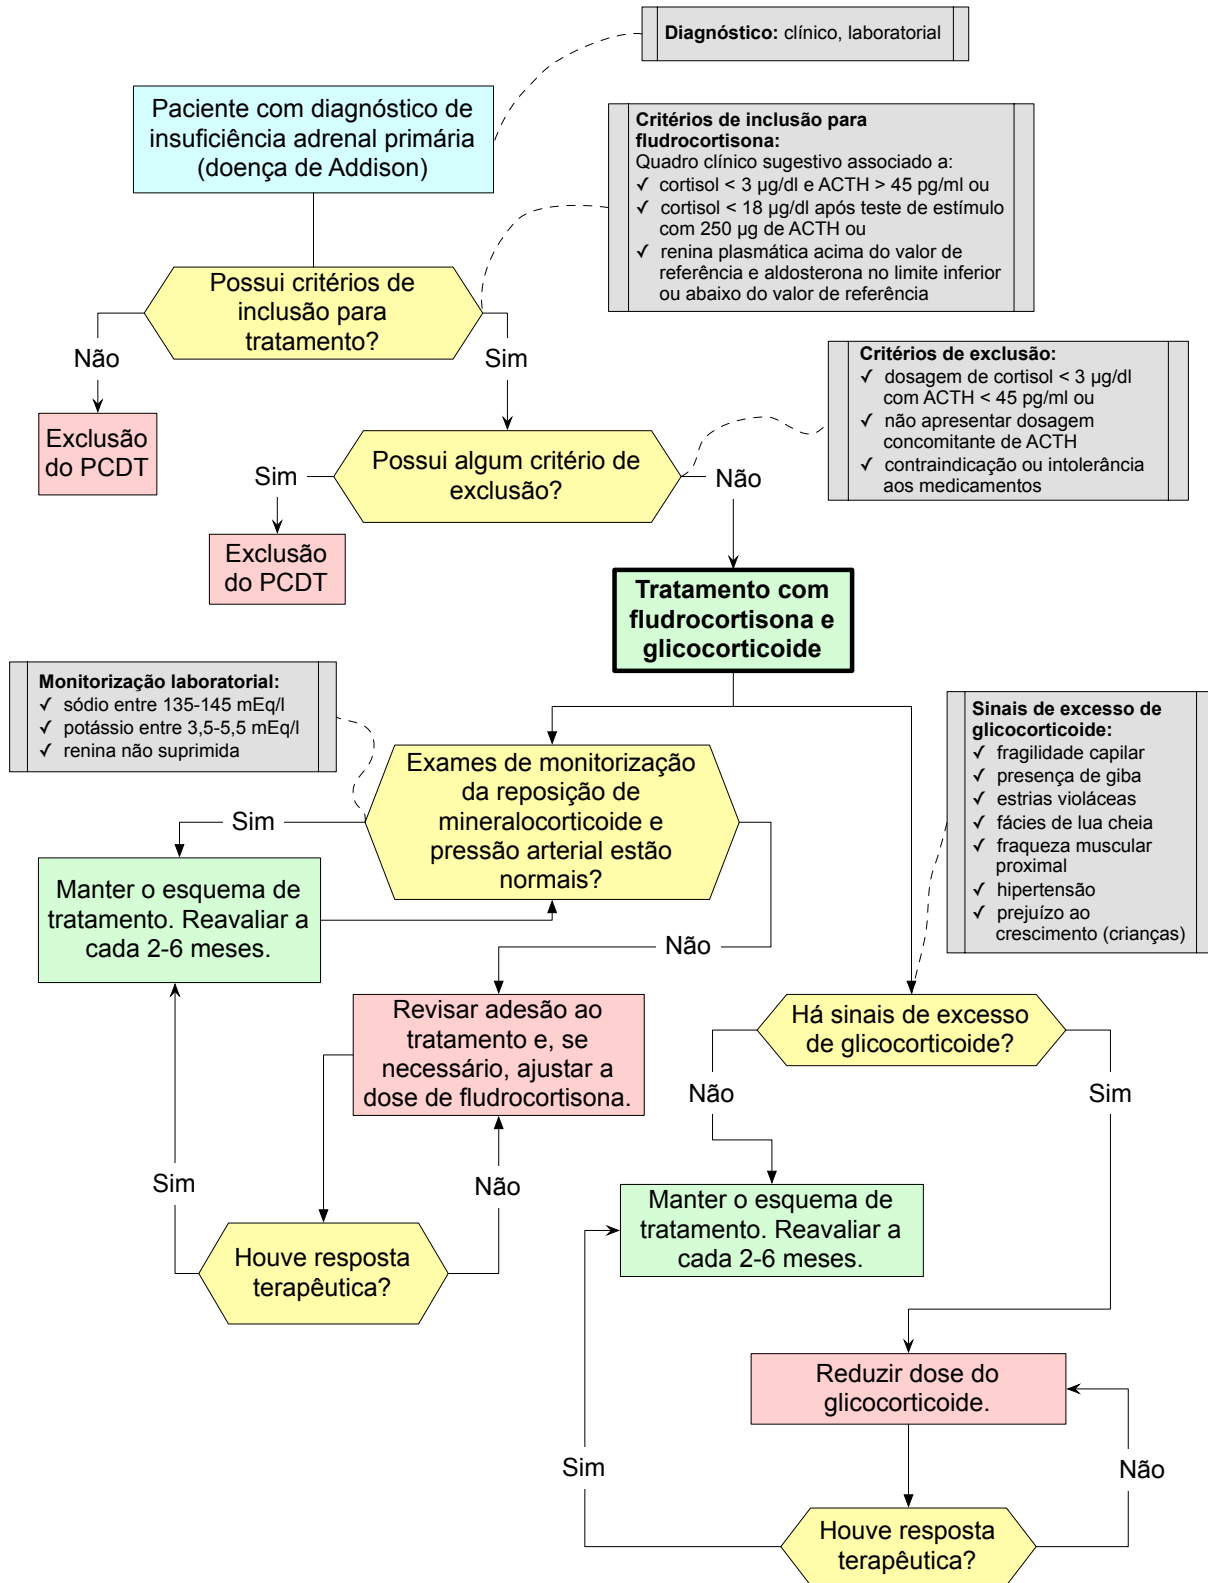 Diagnóstico: clínico, laboratorial
Paciente com diagnóstico de
insuficiência adrenal primária
(doença de Addison)
Critérios de inclusão para
fludrocortisona:
Quadro clínico sugestivo associado a:
✓ cortisol < 3 µg/dl e ACTH > 45 pg/ml ou
✓ cortisol < 18 µg/dl após teste de estímulo
com 250 µg de ACTH ou
✓ renina plasmática acima do valor de
referência e aldosterona no limite inferior
ou abaixo do valor de referência
Possui critérios de
inclusão para
tratamento?
Não
Sim
Exclusão
do PCDT
Critérios de exclusão:
✓ dosagem de cortisol < 3 µg/dl
com ACTH < 45 pg/ml ou
✓ não apresentar dosagem
concomitante de ACTH
✓ contraindicação ou intolerância
aos medicamentos
Possui algum critério de
exclusão?
Sim
Não
Exclusão
do PCDT
Tratamento com
fludrocortisona e
glicocorticoide
Monitorização laboratorial:
✓ sódio entre 135-145 mEq/l
✓ potássio entre 3,5-5,5 mEq/l
✓ renina não suprimida
Sinais de excesso de
glicocorticoide:
✓ fragilidade capilar
✓ presença de giba
✓ estrias violáceas
✓ fácies de lua cheia
✓ fraqueza muscular
proximal
✓ hipertensão
✓ prejuízo ao
crescimento (crianças)
Exames de monitorização
da reposição de
mineralocorticoide e
pressão arterial estão
normais?
Sim
Não
Manter o esquema de
tratamento. Reavaliar a
cada 2-6 meses.
Revisar adesão ao
tratamento e, se
necessário, ajustar a
dose de fludrocortisona.
Sim
Não
Houve resposta
terapêutica?
Há sinais de excesso
de glicocorticoide?
Não
Sim
Manter o esquema de
tratamento. Reavaliar a
cada 2-6 meses.
Reduzir dose do
glicocorticoide.
Sim
Não
Houve resposta
terapêutica?